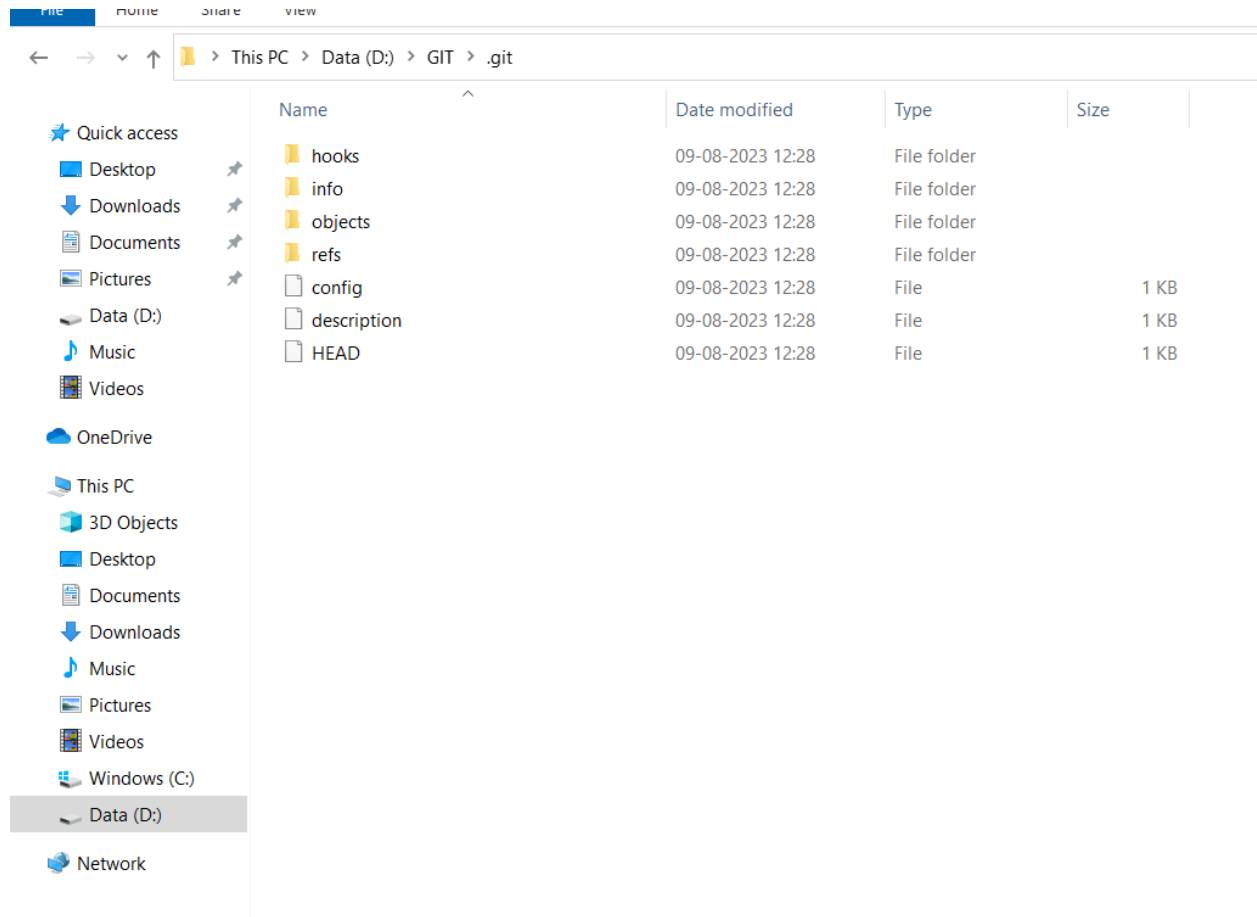 File Home Share View
This PC > Data (D:) > GIT > .git
Name Date modified Type Size
Quick access
Desktop
Downloads
Documents
Pictures
Data (D:)
Music
Videos
OneDrive
This PC
3D Objects
Desktop
Documents
Downloads
Music
Pictures
Videos
Windows (C:)
Data (D:)
Network
hooks 09-08-2023 12:28 File folder
info 09-08-2023 12:28 File folder
objects 09-08-2023 12:28 File folder
refs 09-08-2023 12:28 File folder
config 09-08-2023 12:28 File 1 KB
description 09-08-2023 12:28 File 1 KB
HEAD 09-08-2023 12:28 File 1 KB